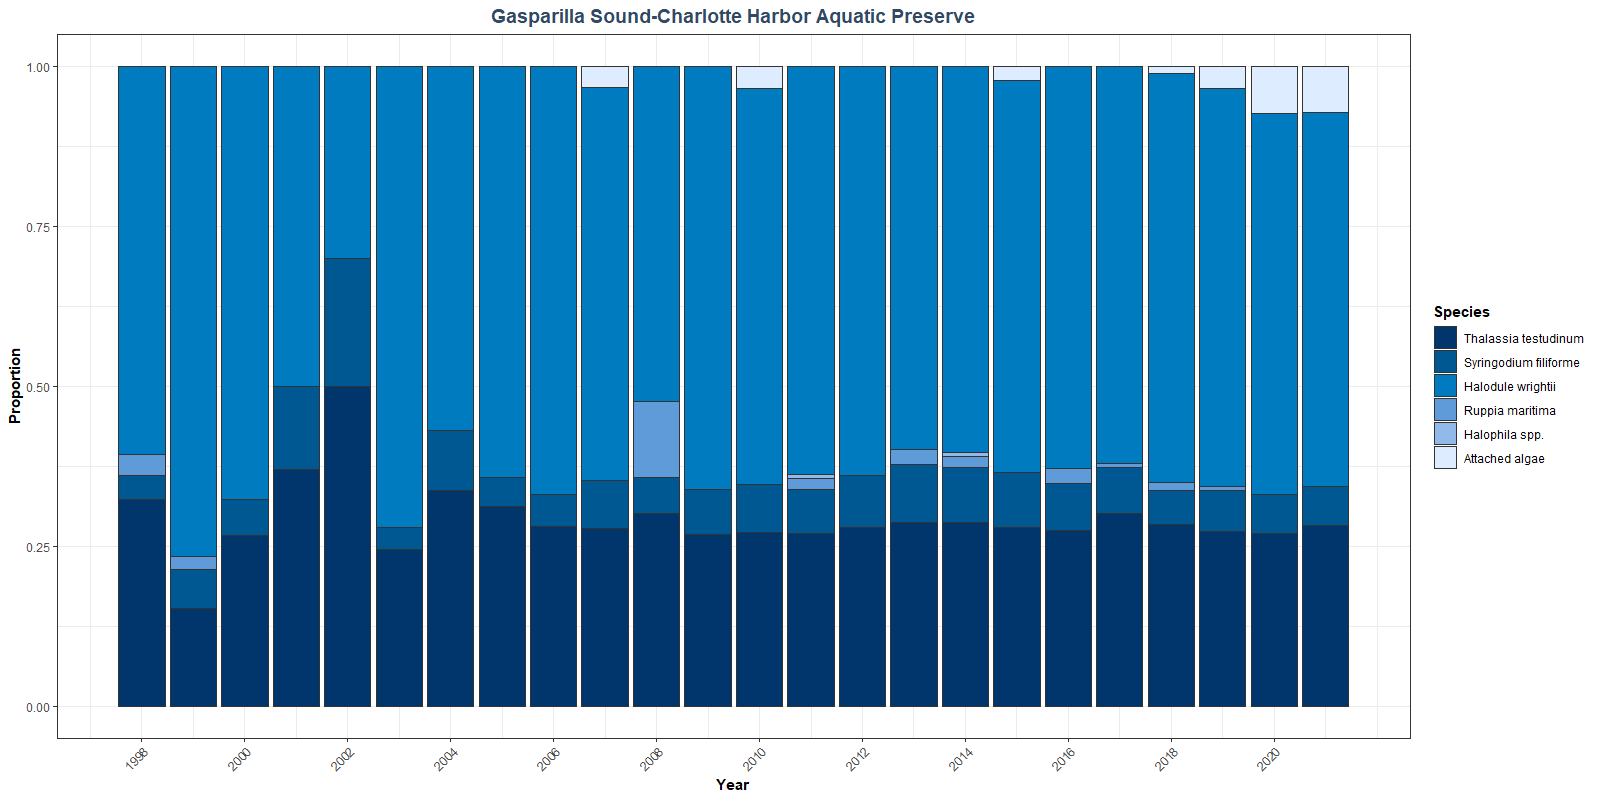 Gasparilla Sound-Charlotte Harbor Aquatic Preserve
1.00
0.75
0.50
0.25
0.00
Proportion
1998
2000
2002
2004
2006
2008
2010
2012
2014
2016
2018
2020
Year
Species
Thalassia testudinum
Syringodium filiforme
Halodule wrightii
Ruppia maritima
Halophila spp.
Attached algae